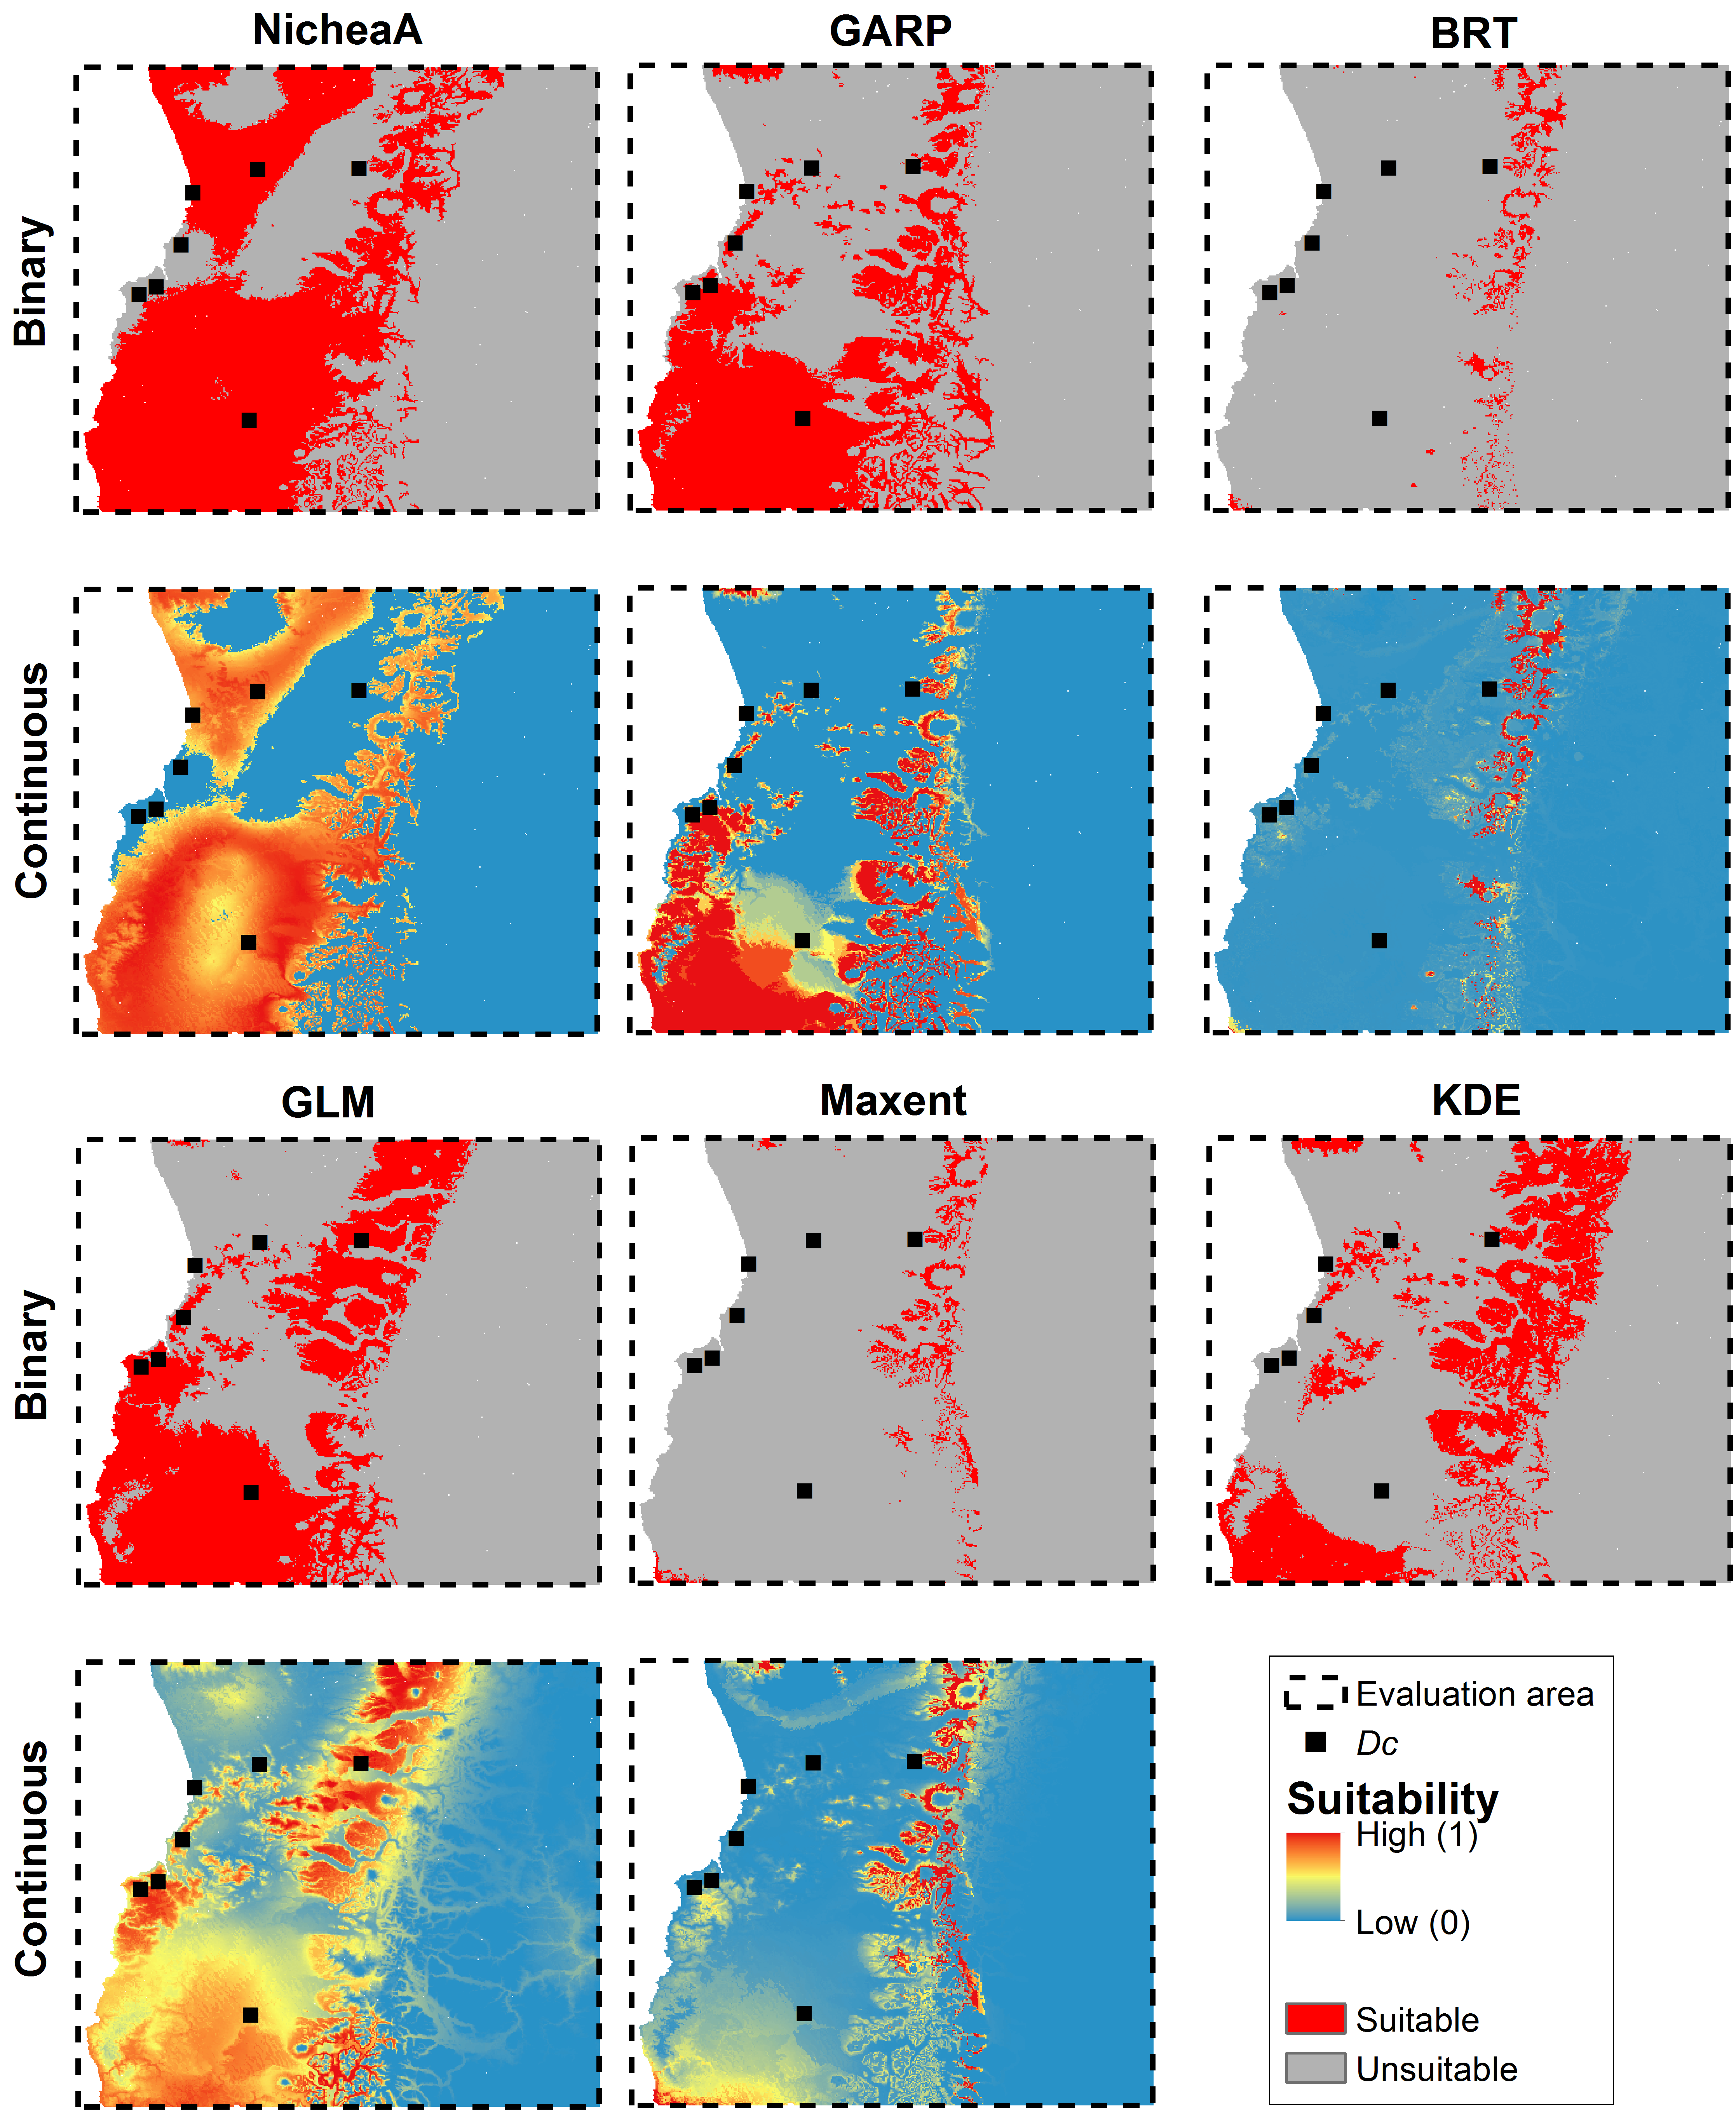 NicheaA
GARP
BRT
Binary
Continuous
GLM
Maxent
KDE
Binary
Continuous
Evaluation area
Dc
Suitability
High (1)
Low (0)
Suitable
Unsuitable